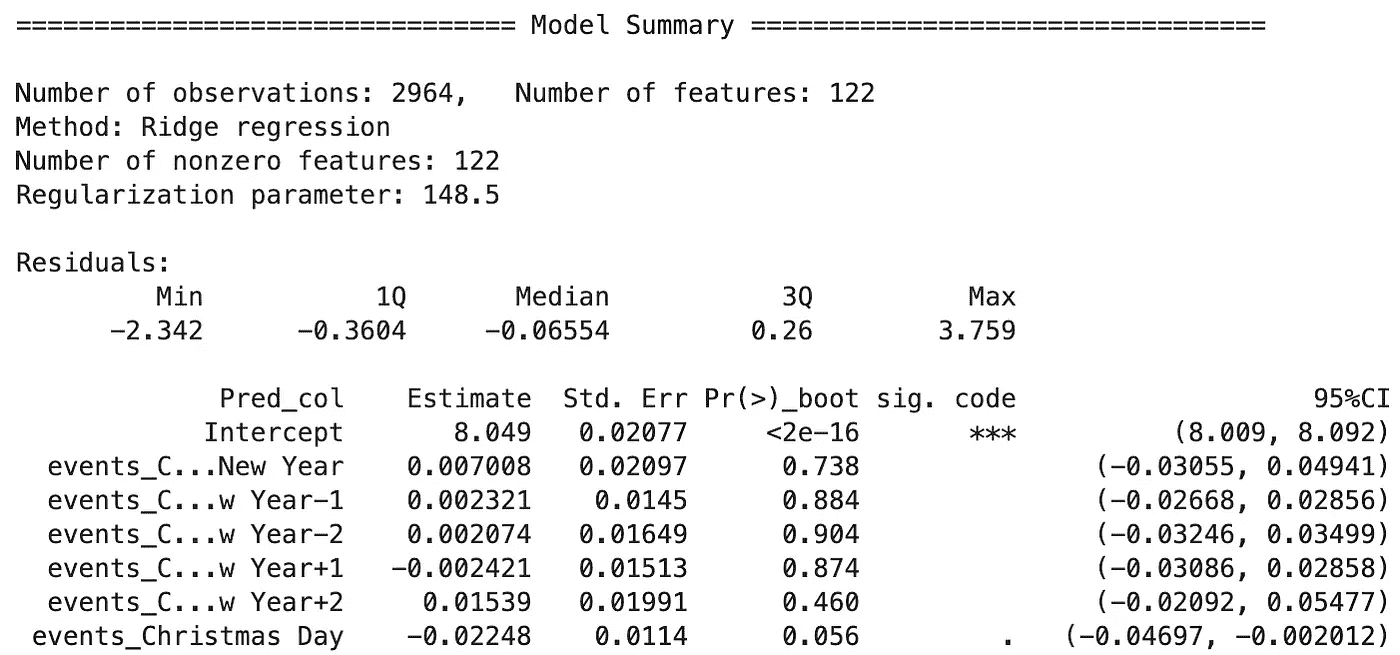 ================================ Model Summary =================================
Number of observations: 2964,   Number of features: 122
Method: Ridge regression
Number of nonzero features: 122
Regularization parameter: 148.5
Residuals:
         Min           1Q       Median           3Q          Max
      -2.342      -0.3604     -0.06554         0.26        3.759
             Pred_col    Estimate  Std. Err Pr(>)_boot sig. code                   95%CI
            Intercept       8.049   0.02077     <2e-16       ***          (8.009, 8.092)
  events_C...New Year    0.007008   0.02097      0.738                (-0.03055, 0.04941)
  events_C...w Year-1    0.002321    0.0145      0.884                (-0.02668, 0.02856)
  events_C...w Year-2    0.002074   0.01649      0.904                (-0.03246, 0.03499)
  events_C...w Year+1   -0.002421   0.01513      0.874                (-0.03086, 0.02858)
  events_C...w Year+2     0.01539   0.01991      0.460                (-0.02092, 0.05477)
 events_Christmas Day    -0.02248    0.0114      0.056         .   (-0.04697, -0.002012)